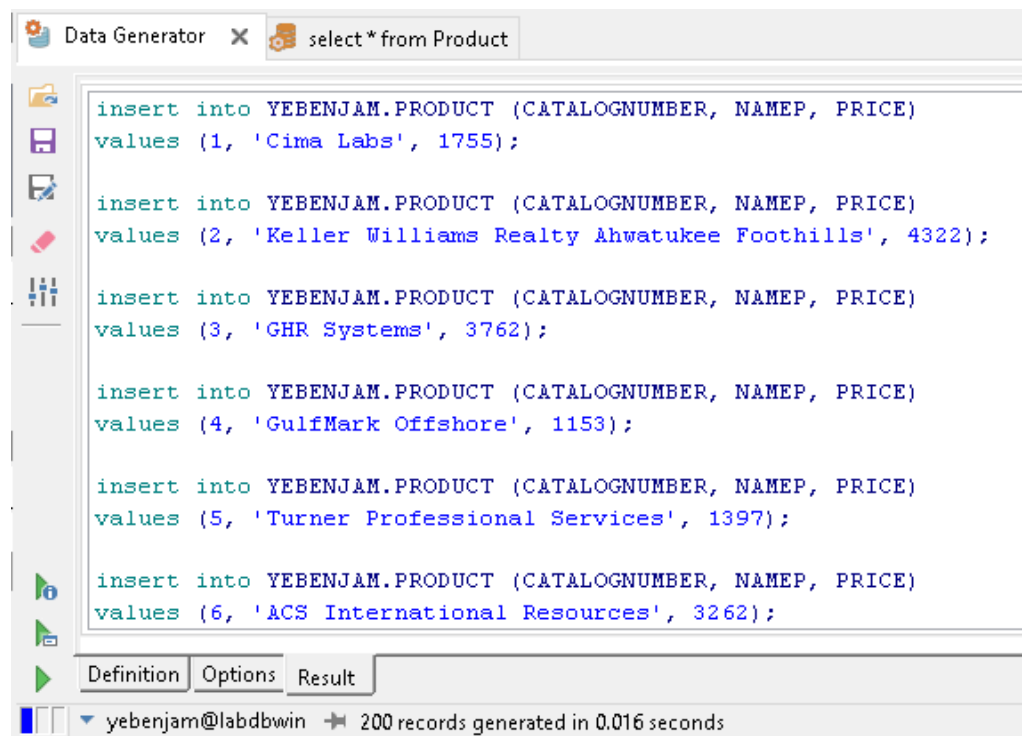 Data Generator
select * from Product
insert into YEBENJAM.PRODUCT (CATALOGNUMBER, NAMEP, PRICE)
values (1, 'Cima Labs', 1755);
insert into YEBENJAM.PRODUCT (CATALOGNUMBER, NAMEP, PRICE)
values (2, 'Keller Williams Realty Ahwatukee Foothills', 4322);
insert into YEBENJAM.PRODUCT (CATALOGNUMBER, NAMEP, PRICE)
values (3, 'GHR Systems', 3762);
insert into YEBENJAM.PRODUCT (CATALOGNUMBER, NAMEP, PRICE)
values (4, 'GulfMark Offshore', 1153);
insert into YEBENJAM.PRODUCT (CATALOGNUMBER, NAMEP, PRICE)
values (5, 'Turner Professional Services', 1397);
insert into YEBENJAM.PRODUCT (CATALOGNUMBER, NAMEP, PRICE)
values (6, 'ACS International Resources', 3262);
Definition Options Result
yebenjam@labdbwin 200 records generated in 0.016 seconds